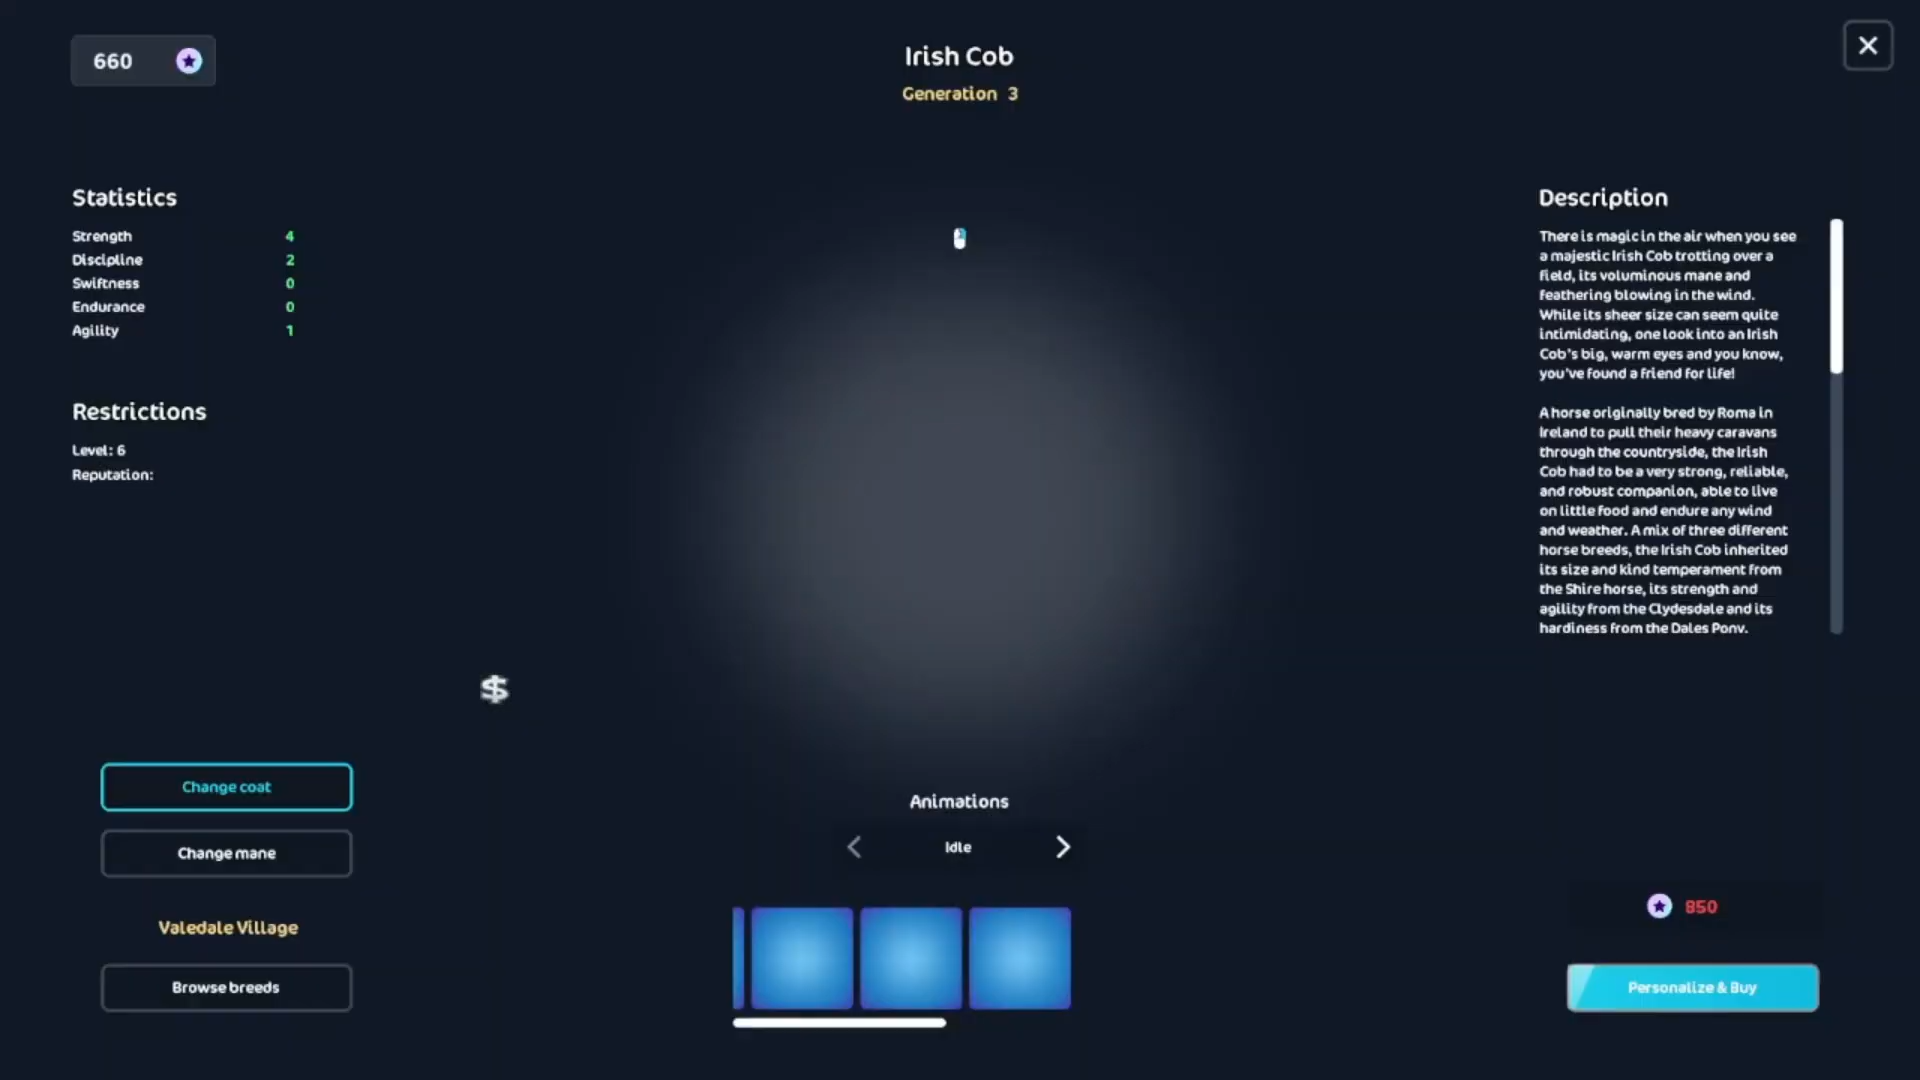 660
Irish Cob
Generation 3
Statistics
Strength 4
Discipline 2
Swiftness 0
Endurance 0
Agility 1
Restrictions
Level: 6
Reputation:
Description
There is magic in the air when you see
a majestic Irish Cob trotting over a
field, its voluminous mane and
feathering blowing in the wind.
While its sheer size can seem quite
intimidating, one look into an Irish
Cob's big, warm eyes and you know,
you've found a friend for life!
A horse originally bred by Roma in
Ireland to pull their heavy caravans
through the countryside, the Irish
Cob had to be a very strong, reliable,
and robust companion, able to live
on little food and endure any wind
and weather. A mix of three different
horse breeds, the Irish Cob inherited
its size and kind temperament from
the Shire horse, its strength and
agility from the Clydesdale and its
hardiness from the Dales Pony.
$
Change coat
Change mane
Valedale Village
Browse breeds
Animations
Idle
850
Personalize & Buy